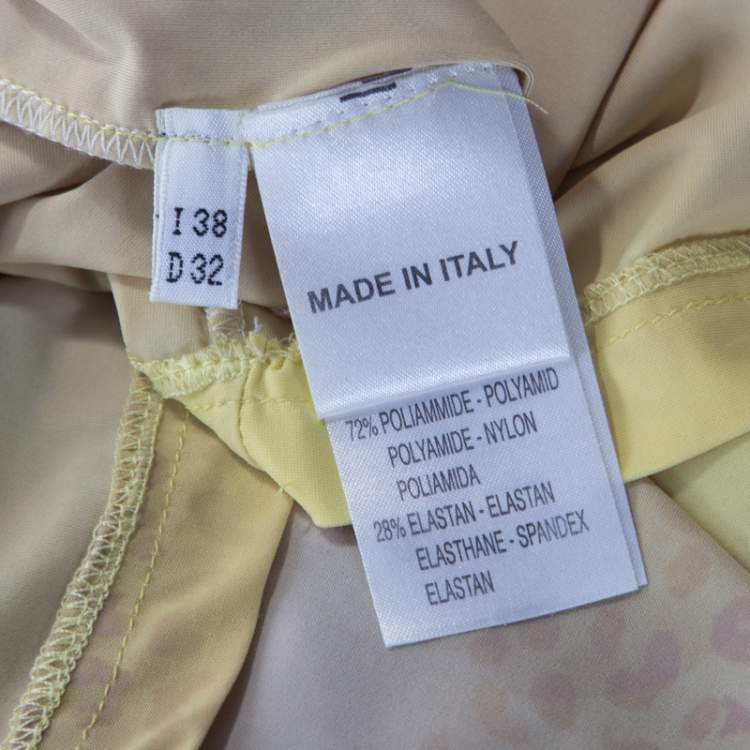 I 38
D 32
MADE IN ITALY
72% POLIAMMIDE - POLYAMID
POLYAMIDE - NYLON
POLIAMIDA
28% ELASTAN - ELASTAN
ELASTHANE - SPANDEX
ELASTAN